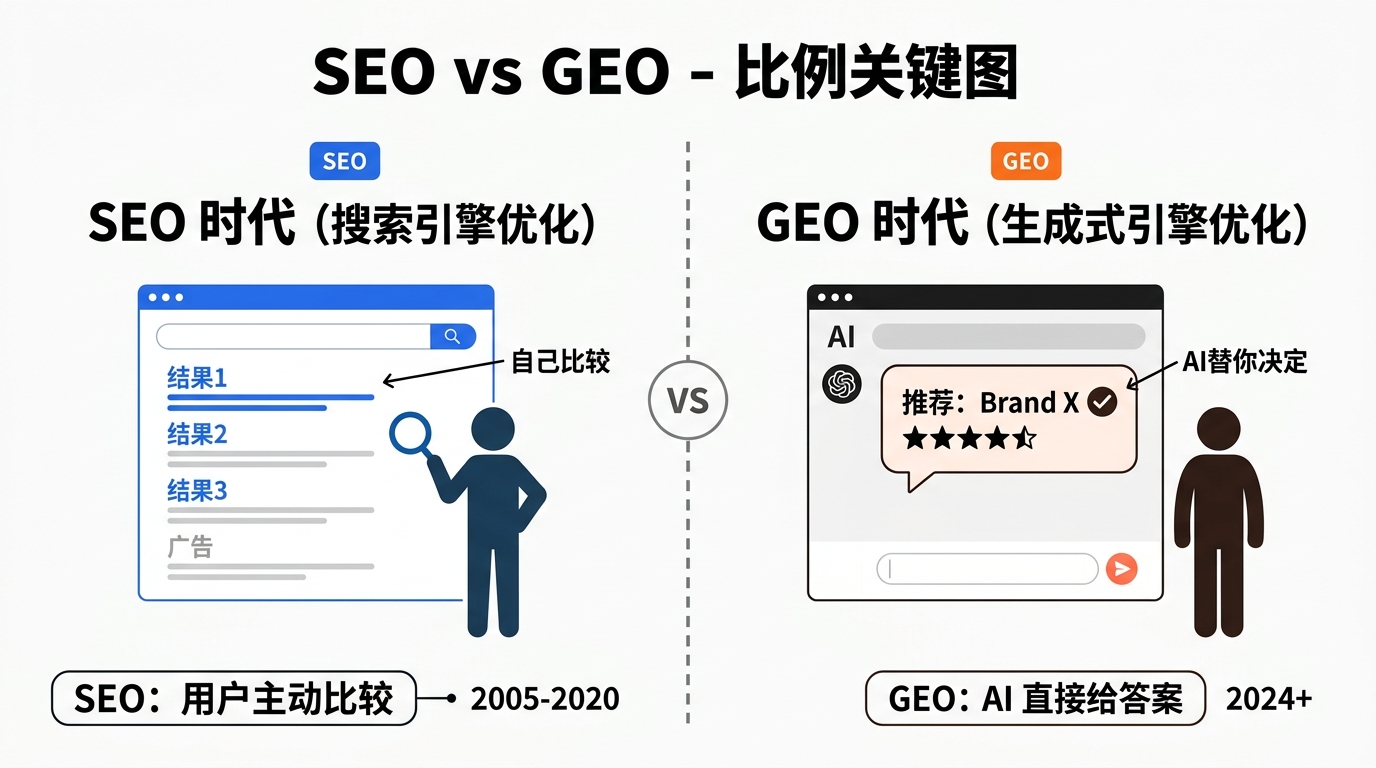 SEO vs GEO - 比例关键图
SEO
SEO 时代（搜索引擎优化）
结果1
结果2
结果3
广告
自己比较
SEO：用户主动比较
2005-2020
VS
GEO
GEO 时代（生成式引擎优化）
AI
推荐：Brand X
AI替你决定
GEO：AI 直接给答案
2024+